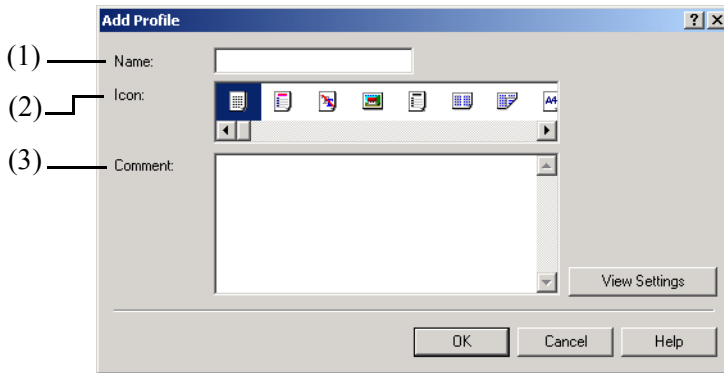 Add Profile
(1) Name:
(2) Icon:
A4
(3) Comment:
View Settings
OK Cancel Help